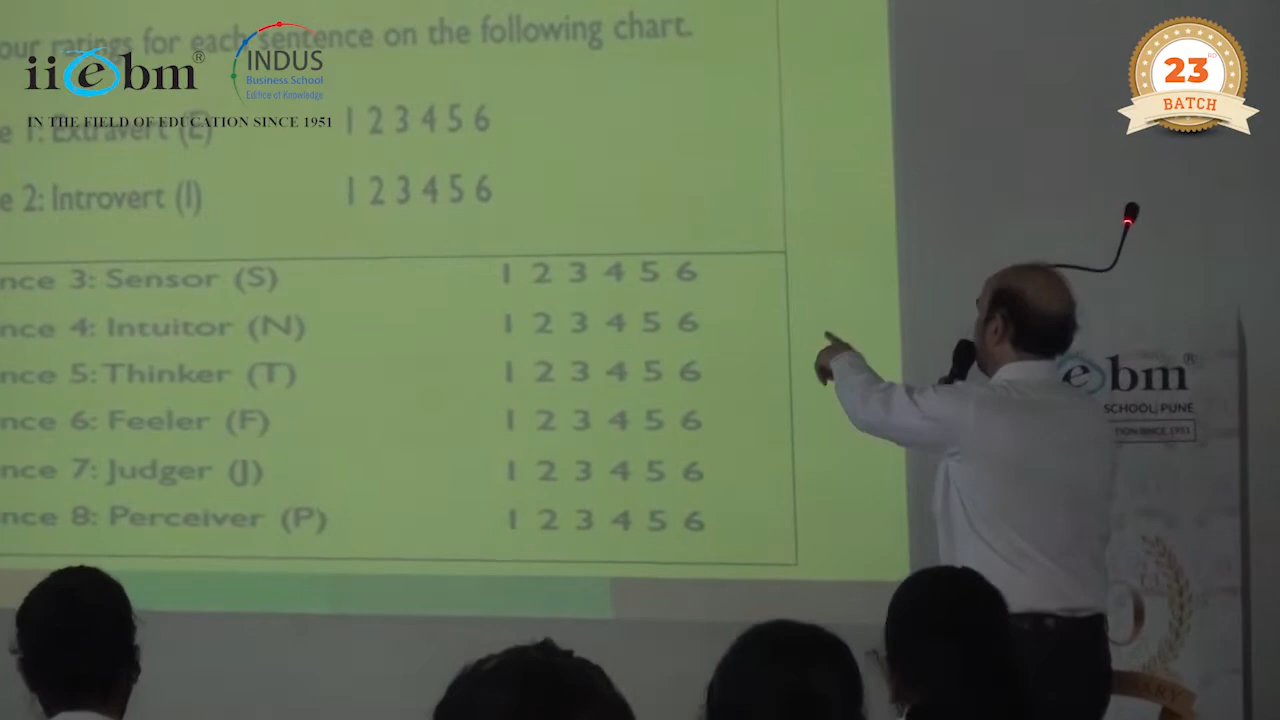 our ratings for each sentence on the following chart.
iiebm®
INDUS
Business School
Edifice of Knowledge
IN THE FIELD OF EDUCATION SINCE 1951
23RD
BATCH
e 1: Extravert (E) 1 2 3 4 5 6
e 2: Introvert (I) 1 2 3 4 5 6
nce 3: Sensor (S) 1 2 3 4 5 6
nce 4: Intuitor (N) 1 2 3 4 5 6
nce 5: Thinker (T) 1 2 3 4 5 6
nce 6: Feeler (F) 1 2 3 4 5 6
nce 7: Judger (J) 1 2 3 4 5 6
nce 8: Perceiver (P) 1 2 3 4 5 6
ebm®
SCHOOL, PUNE
TION SINCE 1951